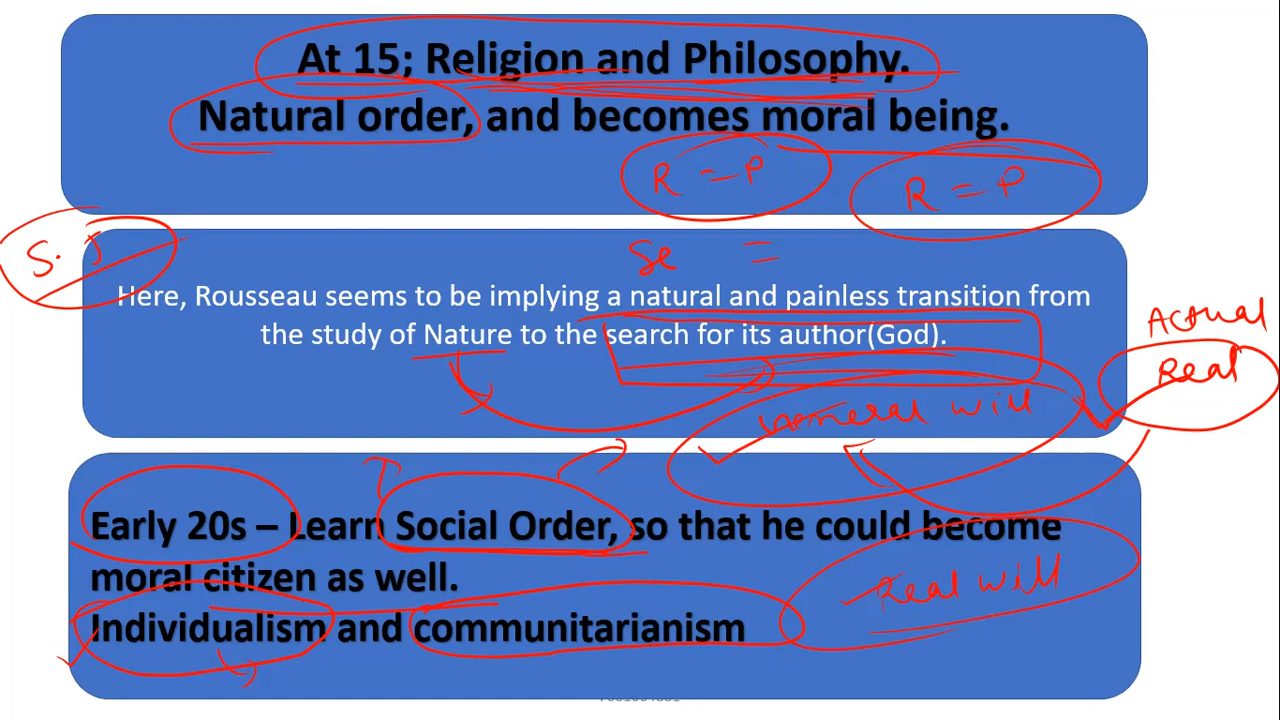 At 15; Religion and Philosophy.
Natural order, and becomes moral being.
R = P
R = P
S. J
Se =
Here, Rousseau seems to be implying a natural and painless transition from
the study of Nature to the search for its author(God).
Actual
Real
General will
Early 20s – Learn Social Order, so that he could become
moral citizen as well.
Real will
Individualism and communitarianism